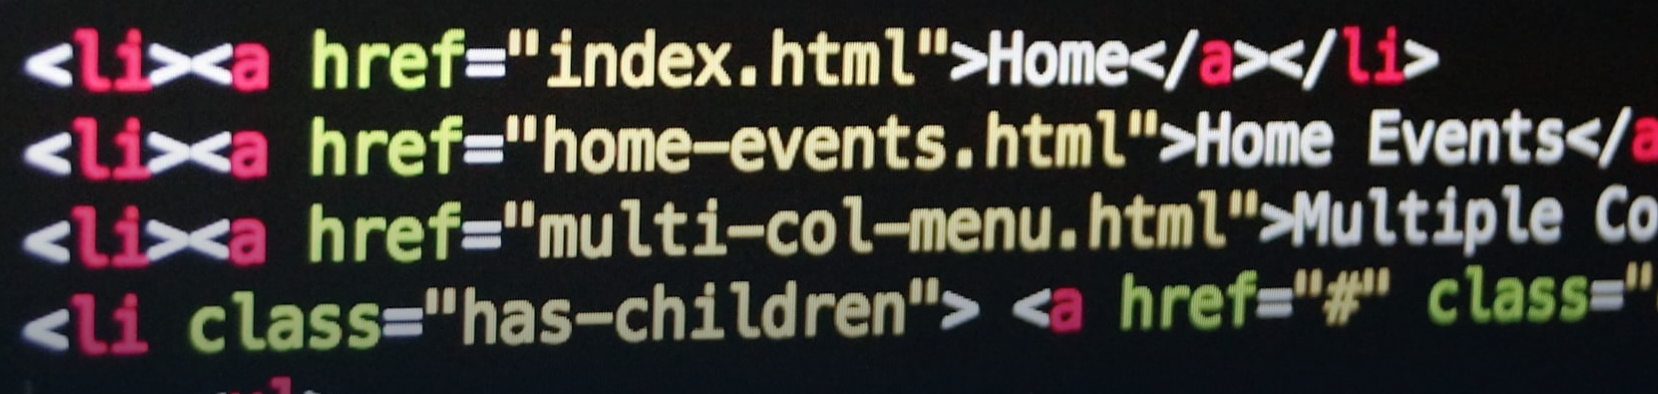 <li><a href="index.html">Home</a></li>
<li><a href="home-events.html">Home Events</a
<li><a href="multi-col-menu.html">Multiple Co
<li class="has-children"> <a href="#" class="